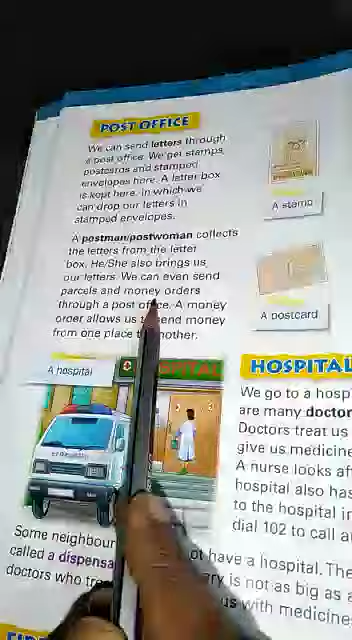 POST OFFICE
We can send letters through
a post office. We get stamps,
postcards and stamped
envelopes here. A letter box
is kept here. In which we
can drop our letters in
stamped envelopes.
A postman/postwoman collects
the letters from the letter
box. He/She also brings us
our letters. We can even send
parcels and money orders
through a post office. A money
order allows us to send money
from one place to another.
A stamp
A postcard
A hospital
HOSPITAL
We go to a hosp
are many doctor
Doctors treat us
give us medicine
A nurse looks af
hospital also has
to the hospital in
dial 102 to call a
Some neighbour
ot have a hospital. The
called a dispensa
ry is not as big as a
doctors who trea
us with medicine